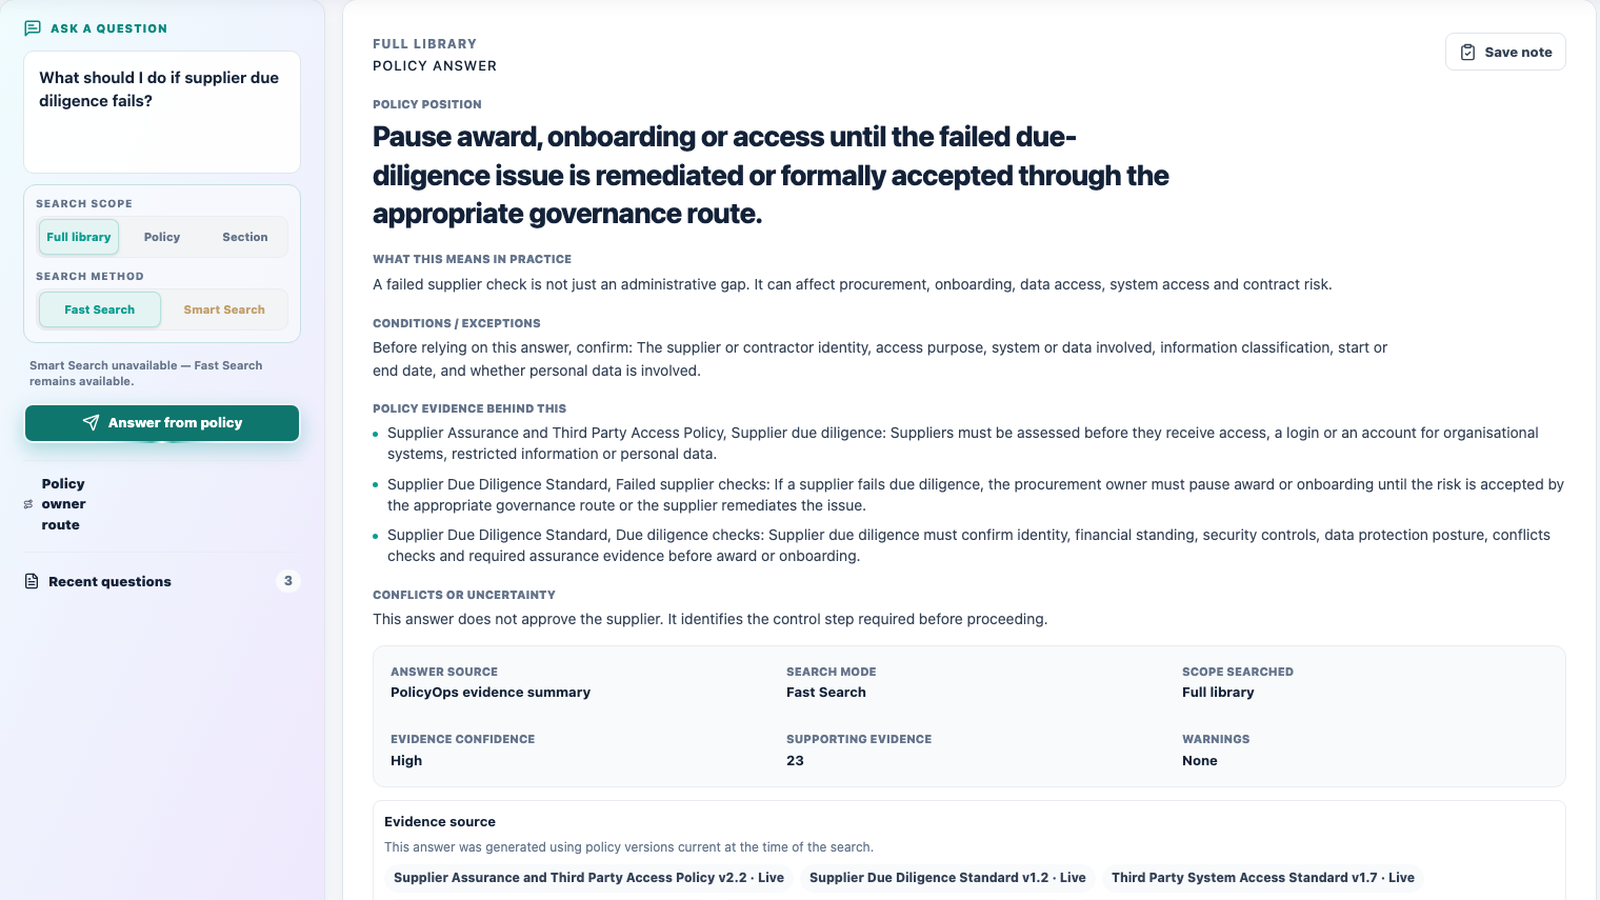 ASK A QUESTION
What should I do if supplier due
diligence fails?
SEARCH SCOPE
Full library
Policy
Section
SEARCH METHOD
Fast Search
Smart Search
Smart Search unavailable — Fast Search
remains available.
Answer from policy
Policy
owner
route
Recent questions
3
FULL LIBRARY
POLICY ANSWER
Save note
POLICY POSITION
Pause award, onboarding or access until the failed due-
diligence issue is remediated or formally accepted through the
appropriate governance route.
WHAT THIS MEANS IN PRACTICE
A failed supplier check is not just an administrative gap. It can affect procurement, onboarding, data access, system access and contract risk.
CONDITIONS / EXCEPTIONS
Before relying on this answer, confirm: The supplier or contractor identity, access purpose, system or data involved, information classification, start or
end date, and whether personal data is involved.
POLICY EVIDENCE BEHIND THIS
Supplier Assurance and Third Party Access Policy, Supplier due diligence: Suppliers must be assessed before they receive access, a login or an account for organisational
systems, restricted information or personal data.
Supplier Due Diligence Standard, Failed supplier checks: If a supplier fails due diligence, the procurement owner must pause award or onboarding until the risk is accepted by
the appropriate governance route or the supplier remediates the issue.
Supplier Due Diligence Standard, Due diligence checks: Supplier due diligence must confirm identity, financial standing, security controls, data protection posture, conflicts
checks and required assurance evidence before award or onboarding.
CONFLICTS OR UNCERTAINTY
This answer does not approve the supplier. It identifies the control step required before proceeding.
ANSWER SOURCE
PolicyOps evidence summary
SEARCH MODE
Fast Search
SCOPE SEARCHED
Full library
EVIDENCE CONFIDENCE
High
SUPPORTING EVIDENCE
23
WARNINGS
None
Evidence source
This answer was generated using policy versions current at the time of the search.
Supplier Assurance and Third Party Access Policy v2.2 · Live
Supplier Due Diligence Standard v1.2 · Live
Third Party System Access Standard v1.7 · Live